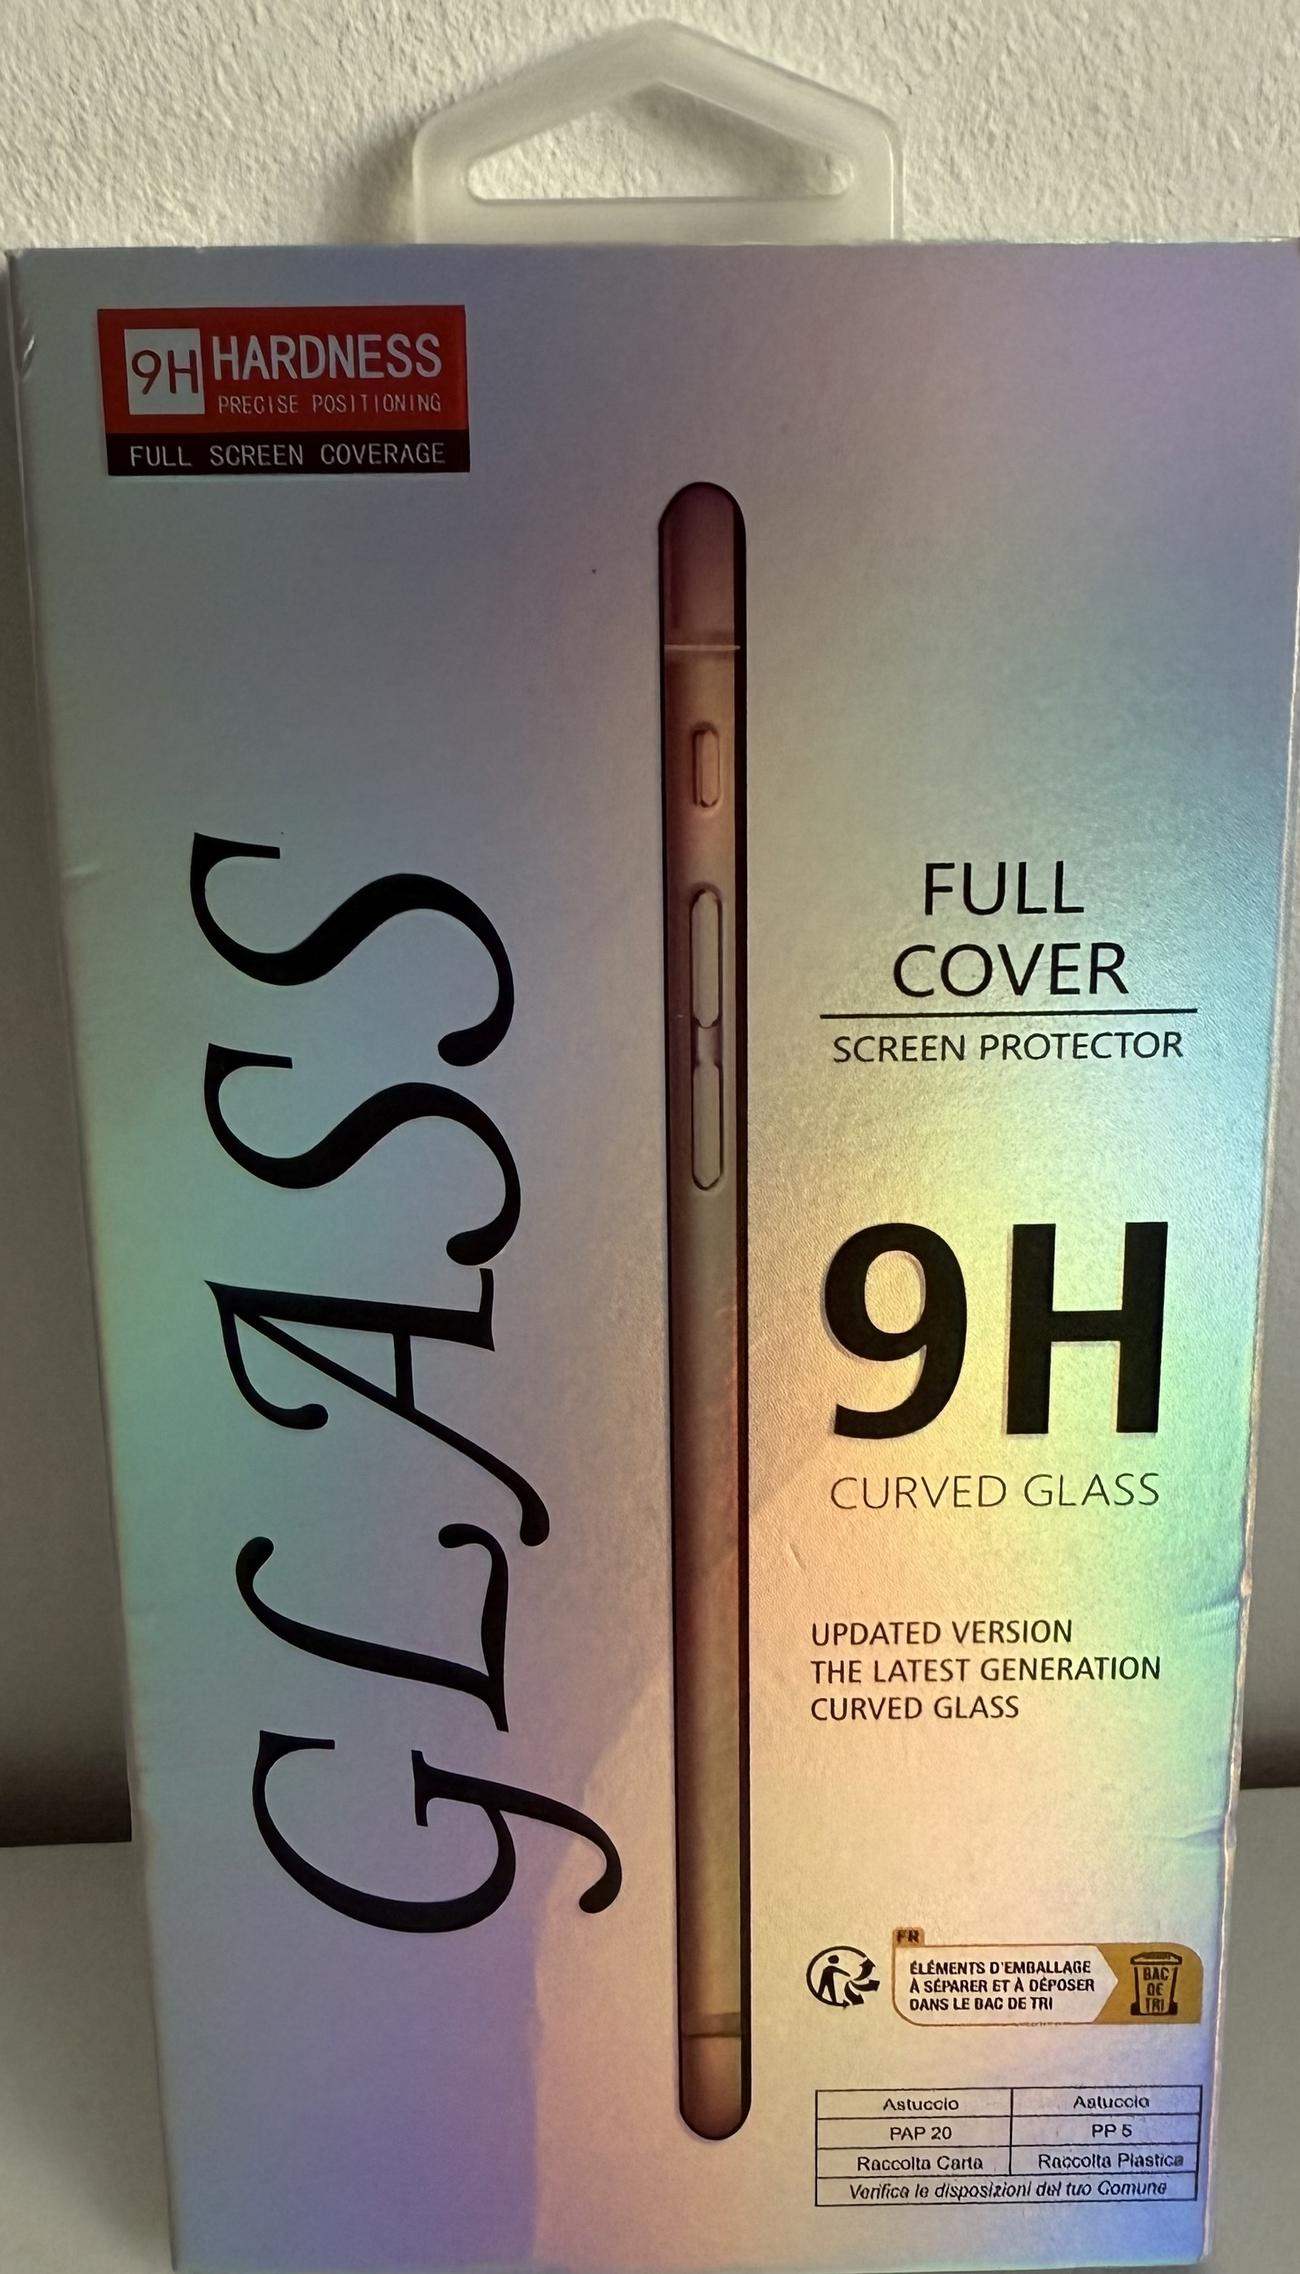 9H HARDNESS
PRECISE POSITIONING
FULL SCREEN COVERAGE
GLASS
FULL
COVER
SCREEN PROTECTOR
9H
CURVED GLASS
UPDATED VERSION
THE LATEST GENERATION
CURVED GLASS
FR
ÉLÉMENTS D'EMBALLAGE
À SÉPARER ET À DÉPOSER
DANS LE BAC DE TRI
BAC
DE
TRI
Astuccio Astuccio
PAP 20 PP 5
Raccolta Carta Raccolta Plastica
Verifica le disposizioni del tuo Comune